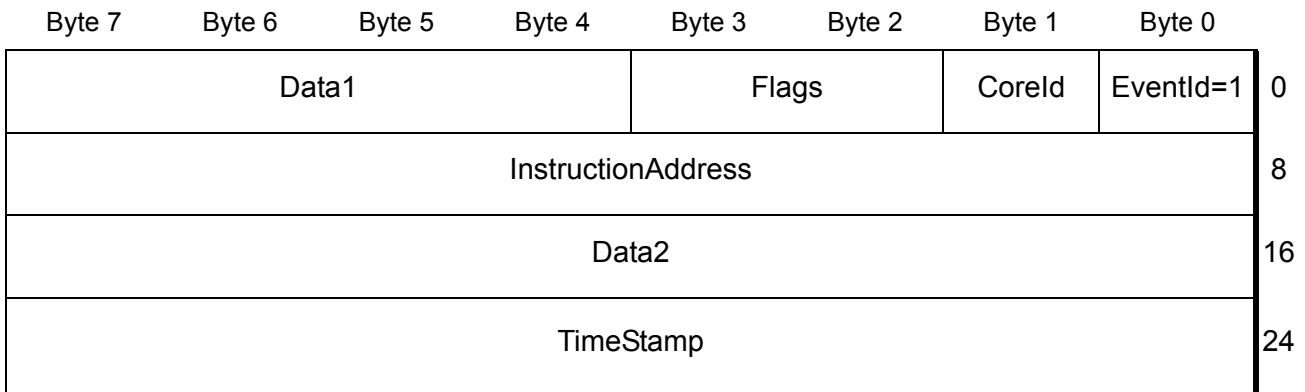 Byte 7 Byte 6 Byte 5 Byte 4 Byte 3 Byte 2 Byte 1 Byte 0
Data1 Flags CoreId EventId=1 0
InstructionAddress 8
Data2 16
TimeStamp 24